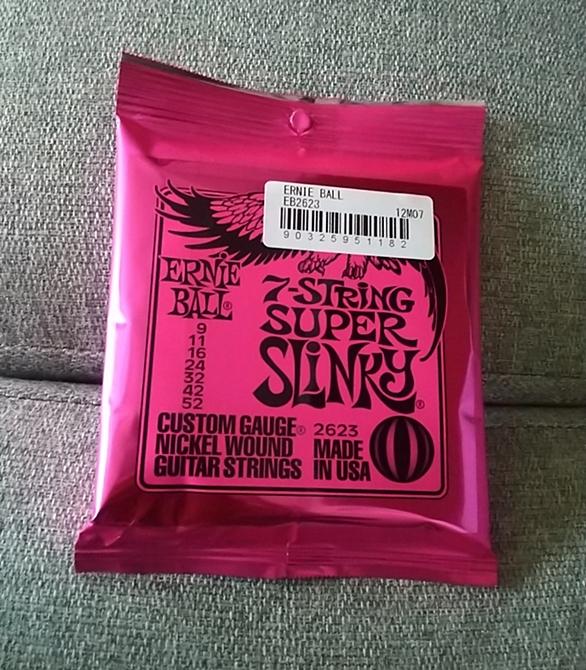 ERNIE BALL
EB2623
12M07
903259951182
ERNIE
BALL®
9
11
16
24
32
42
52
7-STRING
SUPER
SLINKY®
CUSTOM GAUGE®
NICKEL WOUND
GUITAR STRINGS
2623
MADE
IN USA